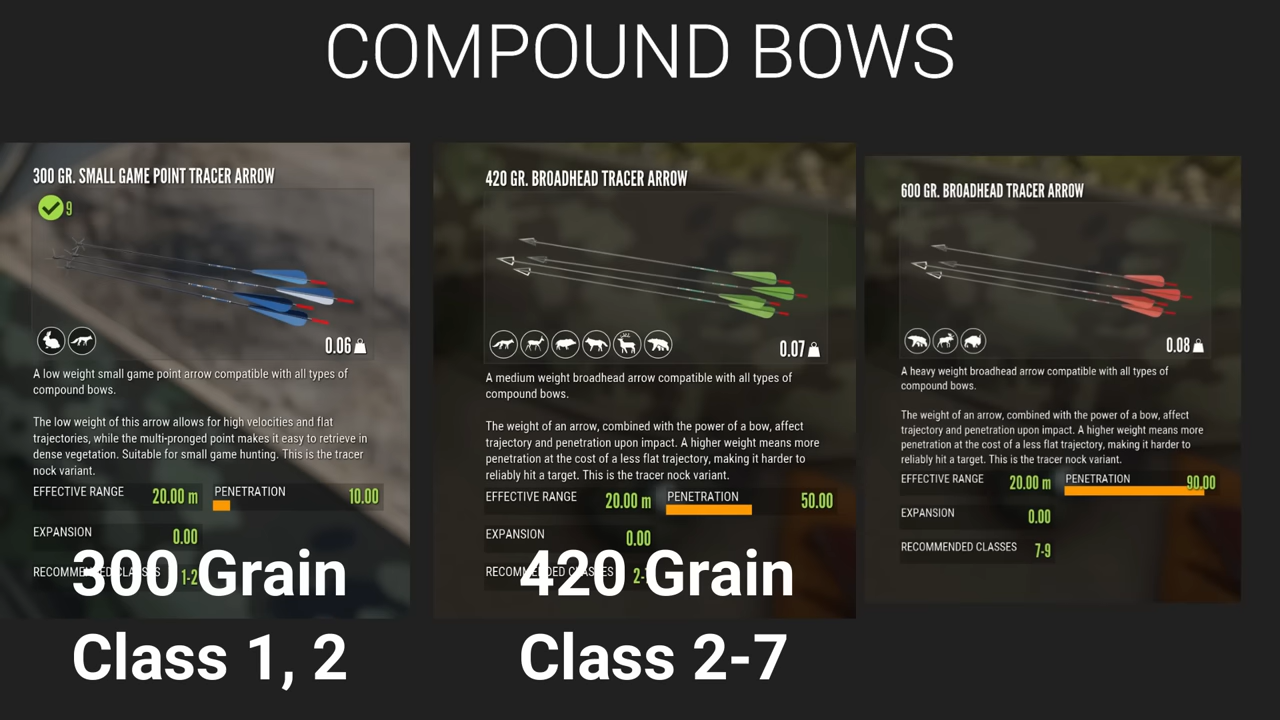 COMPOUND BOWS
300 GR. SMALL GAME POINT TRACER ARROW
9
0.06
A low weight small game point arrow compatible with all types of
compound bows.
The low weight of this arrow allows for high velocities and flat
trajectories, while the multi-pronged point makes it easy to retrieve in
dense vegetation. Suitable for small game hunting. This is the tracer
nock variant.
EFFECTIVE RANGE 20.00 m PENETRATION 10.00
EXPANSION 0.00
RECOMMENDED CLASSES 1-2
300 Grain
Class 1, 2
420 GR. BROADHEAD TRACER ARROW
0.07
A medium weight broadhead arrow compatible with all types of
compound bows.
The weight of an arrow, combined with the power of a bow, affect
trajectory and penetration upon impact. A higher weight means more
penetration at the cost of a less flat trajectory, making it harder to
reliably hit a target. This is the tracer nock variant.
EFFECTIVE RANGE 20.00 m PENETRATION 50.00
EXPANSION 0.00
RECOMMENDED CLASSES 2-
420 Grain
Class 2-7
600 GR. BROADHEAD TRACER ARROW
0.08
A heavy weight broadhead arrow compatible with all types of
compound bows.
The weight of an arrow, combined with the power of a bow, affect
trajectory and penetration upon impact. A higher weight means more
penetration at the cost of a less flat trajectory, making it harder to
reliably hit a target. This is the tracer nock variant.
EFFECTIVE RANGE 20.00 m PENETRATION 90.00
EXPANSION 0.00
RECOMMENDED CLASSES 7-9